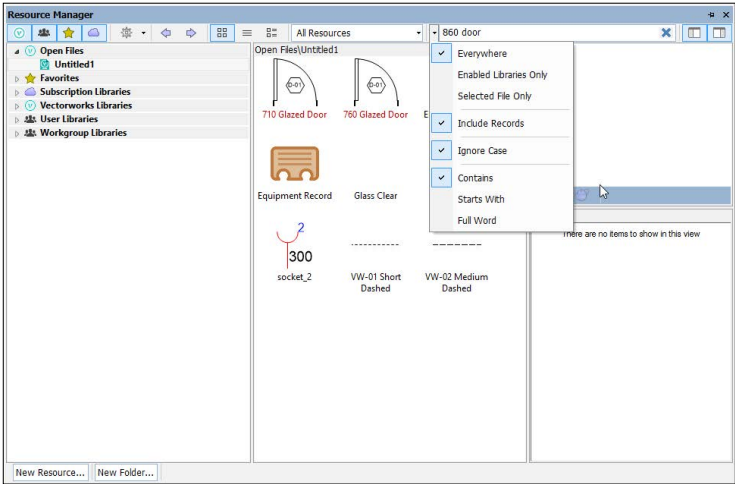 Resource Manager
All Resources
860 door
Open Files
Untitled1
Favorites
Subscription Libraries
Vectorworks Libraries
User Libraries
Workgroup Libraries
Open Files\Untitled1
D-01
D-01
710 Glazed Door
760 Glazed Door
E
Equipment Record
Glass Clear
2
300
socket_2
VW-01 Short
Dashed
VW-02 Medium
Dashed
Everywhere
Enabled Libraries Only
Selected File Only
Include Records
Ignore Case
Contains
Starts With
Full Word
There are no items to show in this view
New Resource...
New Folder...